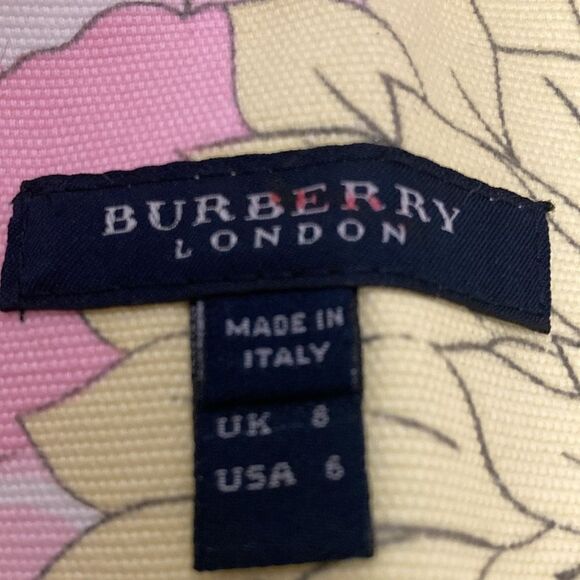 BURBERRY
LONDON
MADE IN
ITALY
UK 8
USA 6